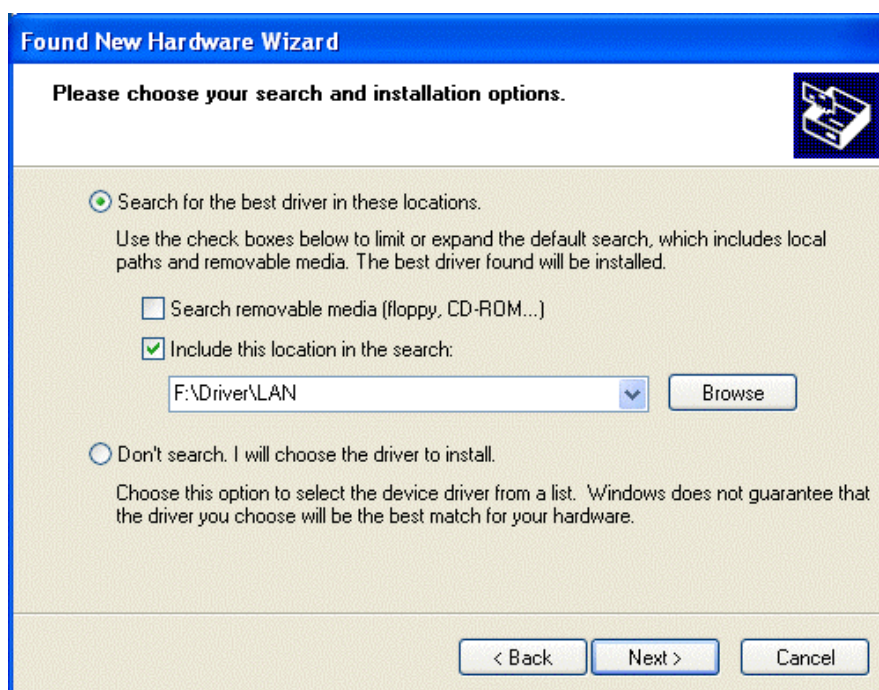 Found New Hardware Wizard
Please choose your search and installation options.
Search for the best driver in these locations.
Use the check boxes below to limit or expand the default search, which includes local
paths and removable media. The best driver found will be installed.
Search removable media (floppy, CD-ROM...)
Include this location in the search:
F:\Driver\LAN
Browse
Don't search. I will choose the driver to install.
Choose this option to select the device driver from a list.  Windows does not guarantee that
the driver you choose will be the best match for your hardware.
< Back
Next >
Cancel